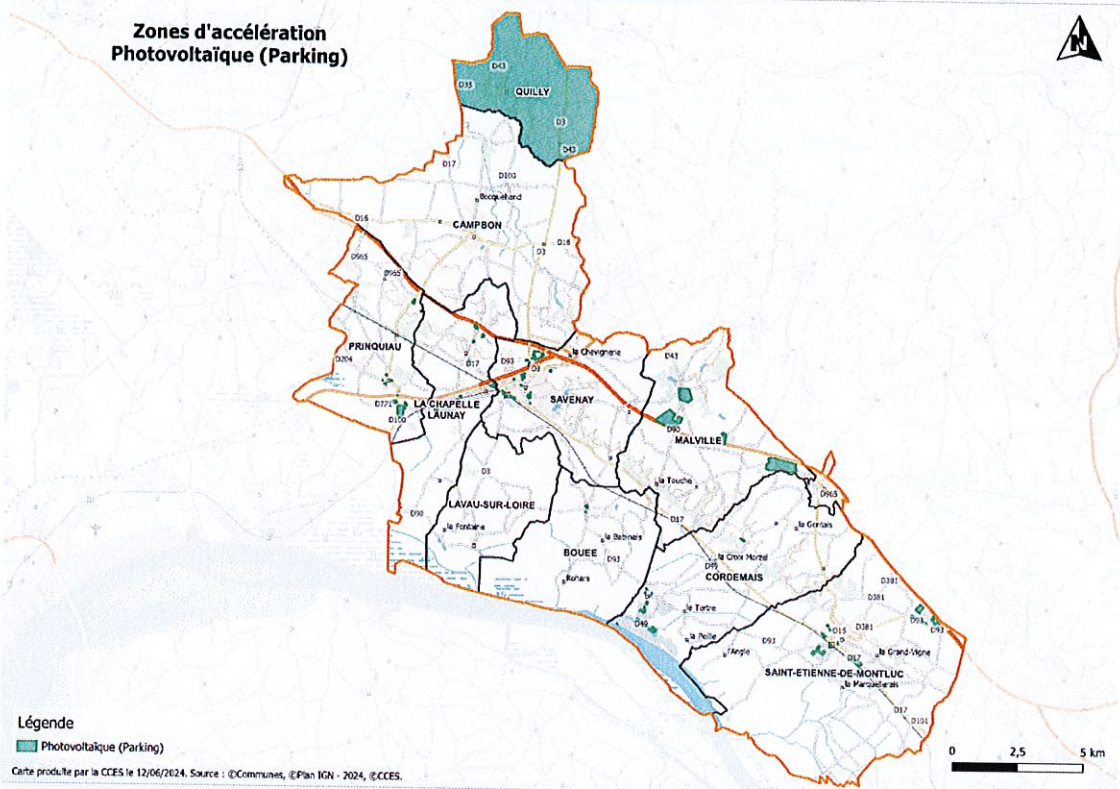 Zones d'accélération
Photovoltaïque (Parking)
N
D43
D33
QUILLY
D3
D43
D17
D100
Bocquehand
D16
CAMPBON
D16
D3
D965
D965
PRINQUIAU
D204
D17
D93
D3
la Chevignerie
D43
D771
D100
LA CHAPELLE
LAUNAY
SAVENAY
D90
MALVILLE
D3
la Touche
D965
D90
LAVAU-SUR-LOIRE
la Fontaine
D17
la Gontais
la Babinais
BOUEE
D93
la Croix Morzel
D49
CORDEMAIS
Rohars
D381
D381
D49
le Tertre
D93
D93
la Peille
D93
D15
D381
l'Angle
D17
la Grand-Vigne
SAINT-ETIENNE-DE-MONTLUC
la Marquellerais
D17
D101
Légende
Photovoltaïque (Parking)
0 2,5 5 km
Carte produite par la CCES le 12/06/2024. Source : ©Communes, ©Plan IGN - 2024, ©CCES.